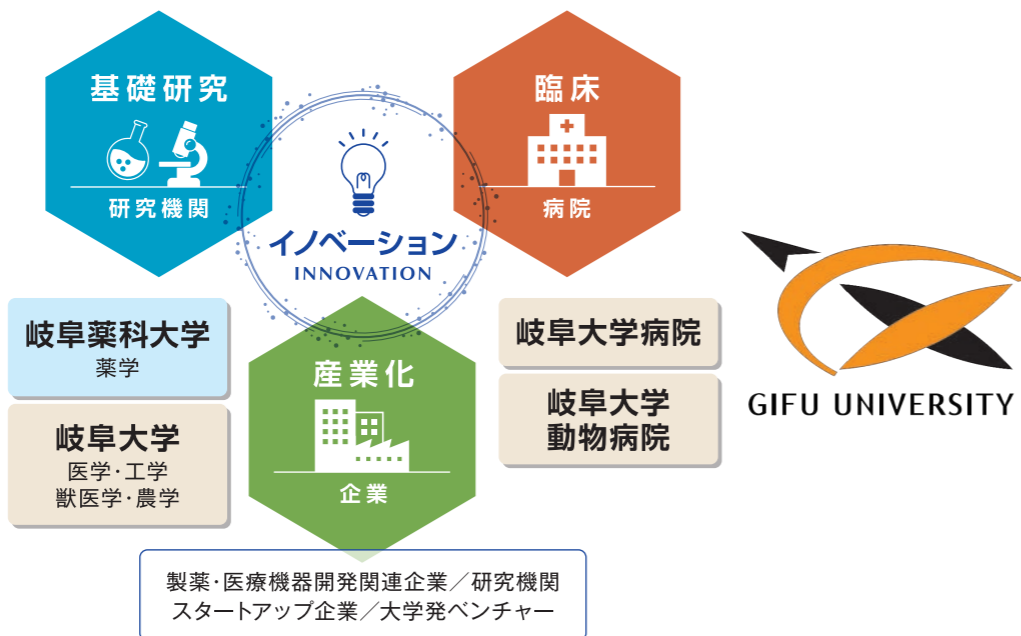 基礎研究
研究機関
臨床
病院
イノベーション
INNOVATION
岐阜薬科大学
薬学
岐阜大学
医学・工学
獣医学・農学
産業化
企業
岐阜大学病院
岐阜大学
動物病院
GIFU UNIVERSITY
製薬・医療機器開発関連企業／研究機関
スタートアップ企業／大学発ベンチャー